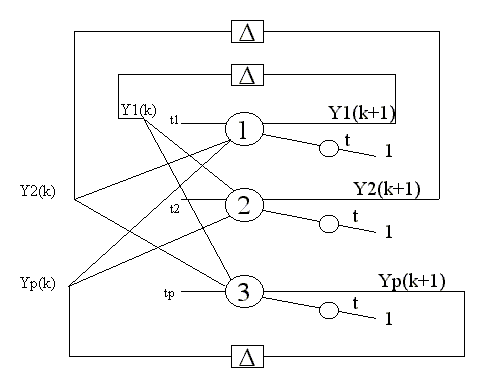 Δ
Δ
Y1(k)
t1
1
Y1(k+1)
t
1
Y2(k)
t2
2
Y2(k+1)
t
1
Yp(k)
tp
3
Yp(k+1)
t
1
Δ